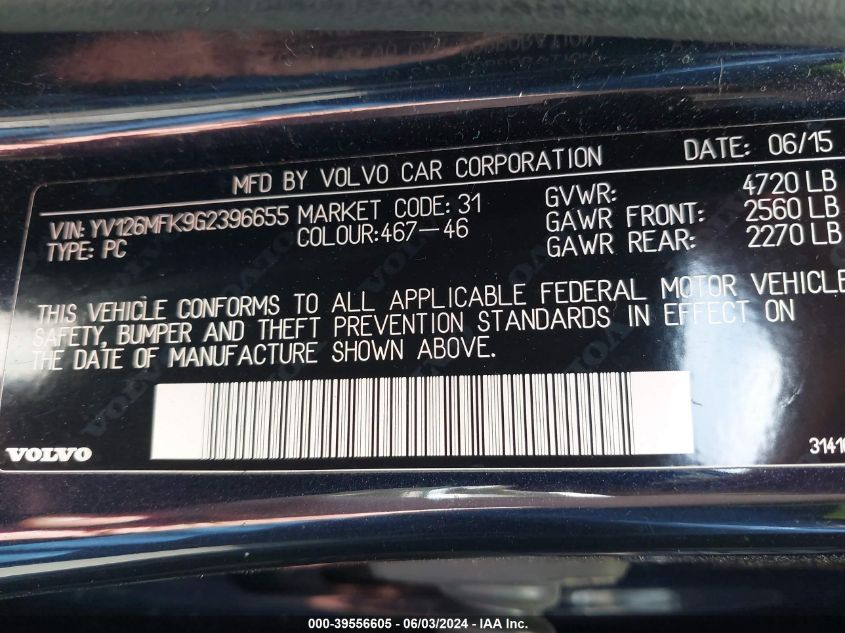 MFD BY VOLVO CAR CORPORATION DATE: 06/15
VIN: YV126MFK9G2396655 MARKET CODE: 31 GVWR: 4720 LB
TYPE: PC COLOUR:467-46 GAWR FRONT: 2560 LB
GAWR REAR: 2270 LB
THIS VEHICLE CONFORMS TO ALL APPLICABLE FEDERAL MOTOR VEHICLE
SAFETY, BUMPER AND THEFT PREVENTION STANDARDS IN EFFECT ON
THE DATE OF MANUFACTURE SHOWN ABOVE.
VOLVO
000-39556605 - 06/03/2024 - IAA Inc.